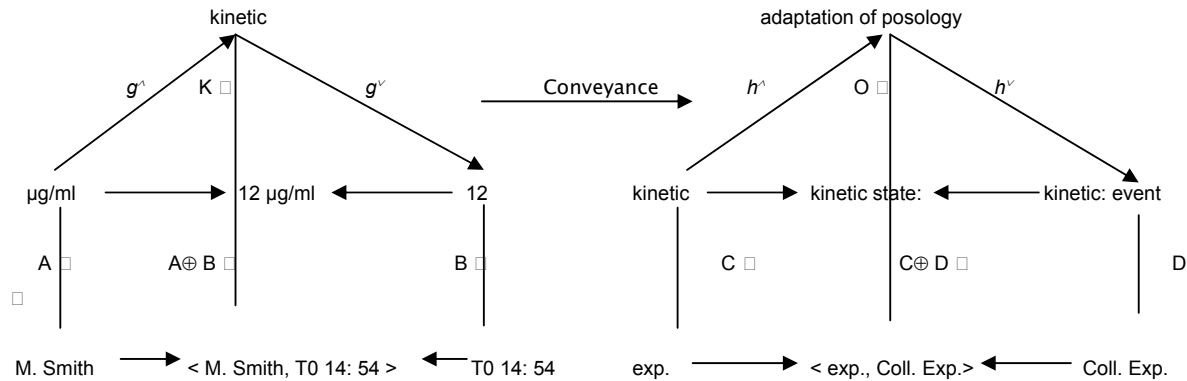 kinetic adaptation of posology
g^ K □ g˅ Conveyance h^ O □ h˅
µg/ml 12 µg/ml 12 kinetic kinetic state: kinetic: event
A □ A⊕ B □ B □ C □ C⊕ D □ D
□
M. Smith < M. Smith, T0 14: 54 > T0 14: 54 exp. < exp., Coll. Exp.> Coll. Exp.